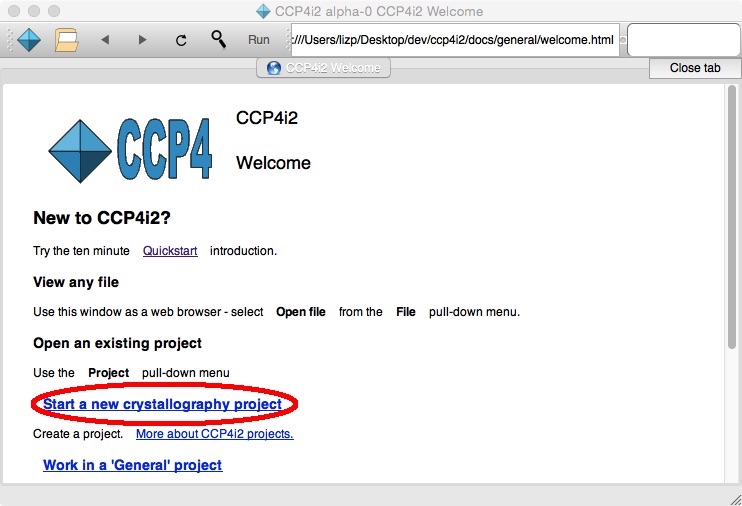 CCP4i2 alpha-0 CCP4i2 Welcome
Run :///Users/lizp/Desktop/dev/ccp4i2/docs/general/welcome.html
CCP4i2 Welcome Close tab
CCP4 CCP4i2
Welcome
New to CCP4i2?
Try the ten minute Quickstart introduction.
View any file
Use this window as a web browser - select Open file from the File pull-down menu.
Open an existing project
Use the Project pull-down menu
Start a new crystallography project
Create a project. More about CCP4i2 projects.
Work in a 'General' project